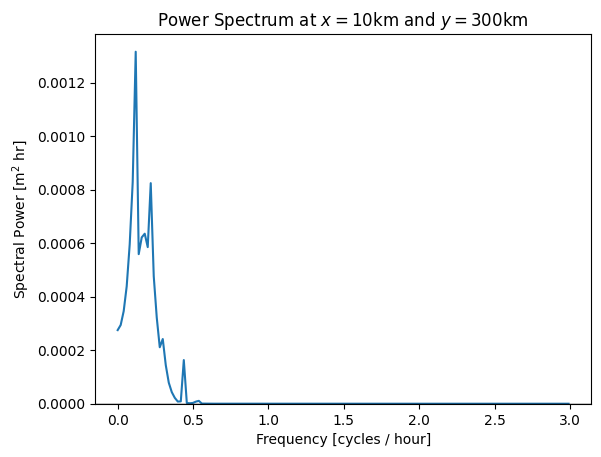 Power Spectrum at x = 10km and y = 300km
0.0012
0.0010
0.0008
0.0006
0.0004
0.0002
0.0000
Spectral Power [m² hr]
0.0 0.5 1.0 1.5 2.0 2.5 3.0
Frequency [cycles / hour]